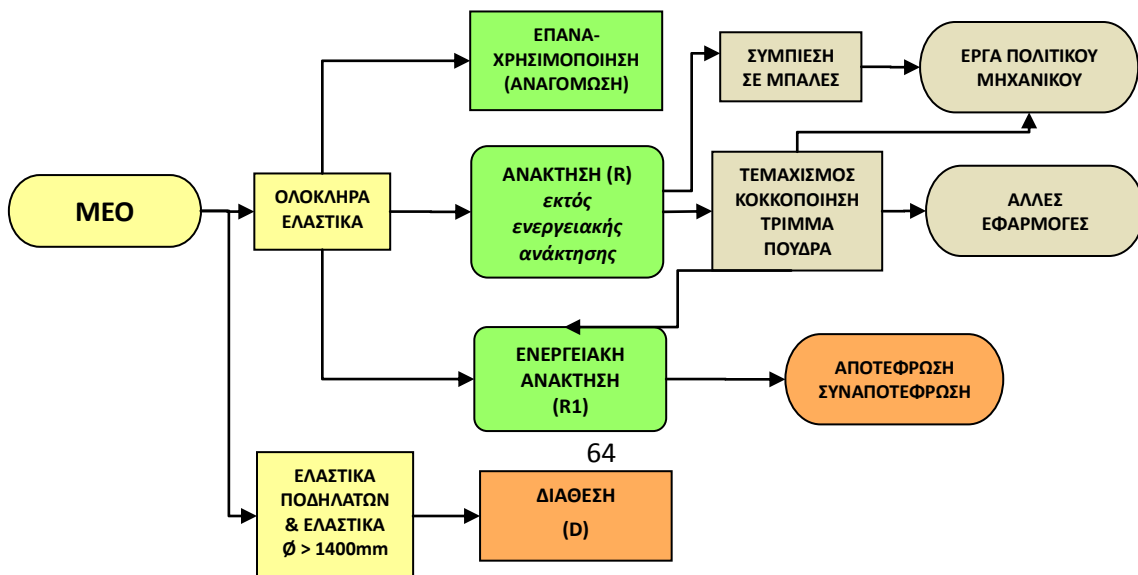 ΕΠΑΝΑ-
ΧΡΗΣΙΜΟΠΟΙΗΣΗ
(ΑΝΑΓΟΜΩΣΗ)
ΣΥΜΠΙΕΣΗ
ΣΕ ΜΠΑΛΕΣ
ΕΡΓΑ ΠΟΛΙΤΙΚΟΥ
ΜΗΧΑΝΙΚΟΥ
ΜΕΟ
ΟΛΟΚΛΗΡΑ
ΕΛΑΣΤΙΚΑ
ΑΝΑΚΤΗΣΗ (R)
εκτός
ενεργειακής
ανάκτησης
ΤΕΜΑΧΙΣΜΟΣ
ΚΟΚΚΟΠΟΙΗΣΗ
ΤΡΙΜΜΑ
ΠΟΥΔΡΑ
ΑΛΛΕΣ
ΕΦΑΡΜΟΓΕΣ
ΕΝΕΡΓΕΙΑΚΗ
ΑΝΑΚΤΗΣΗ
(R1)
ΑΠΟΤΕΦΡΩΣΗ
ΣΥΝΑΠΟΤΕΦΡΩΣΗ
64
ΕΛΑΣΤΙΚΑ
ΠΟΔΗΛΑΤΩΝ
& ΕΛΑΣΤΙΚΑ
Ø > 1400mm
ΔΙΑΘΕΣΗ
(D)